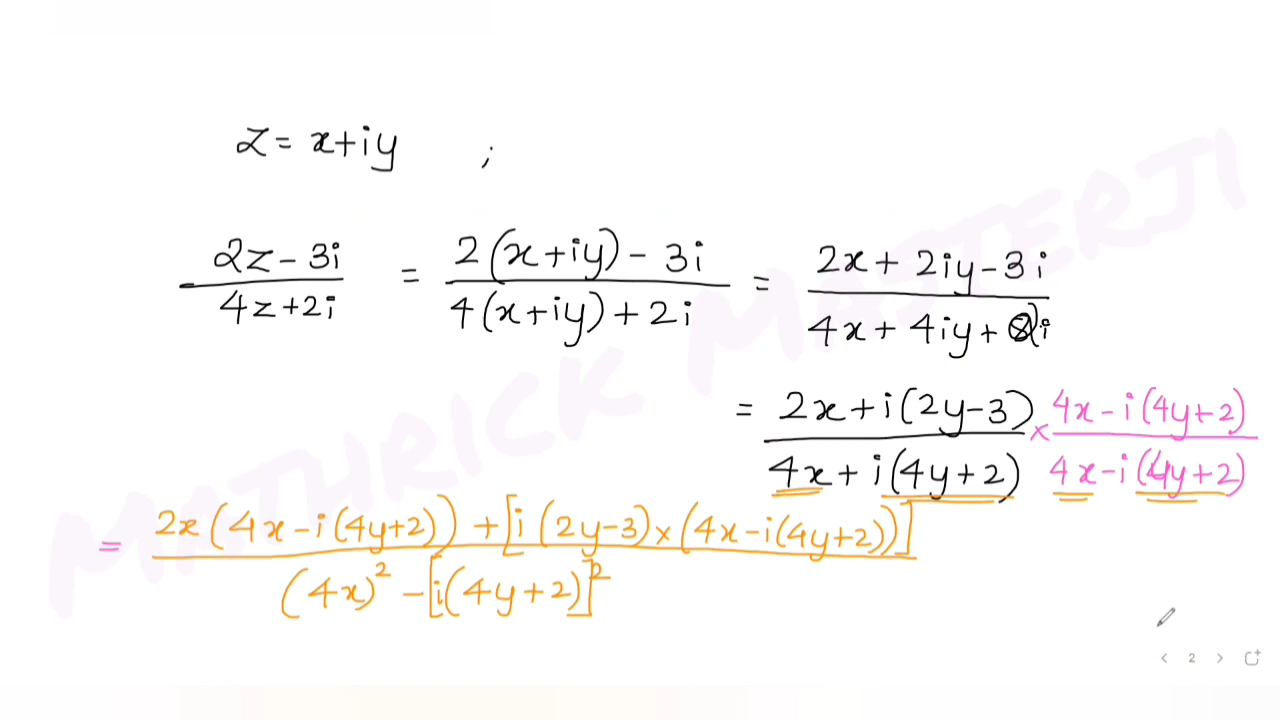 z = x+iy ;
(2z - 3i)/(4z+2i) = (2(x+iy) - 3i)/(4(x+iy)+2i) = (2x + 2iy - 3i)/(4x + 4iy + 2i)
= (2x+i(2y-3))/(4x+i(4y+2)) × (4x-i(4y+2))/(4x-i(4y+2))
= (2x(4x-i(4y+2)) + [i(2y-3)×(4x-i(4y+2))])/((4x)² - [i(4y+2)]²)
MATHRICK MASTERJI
< 2 >